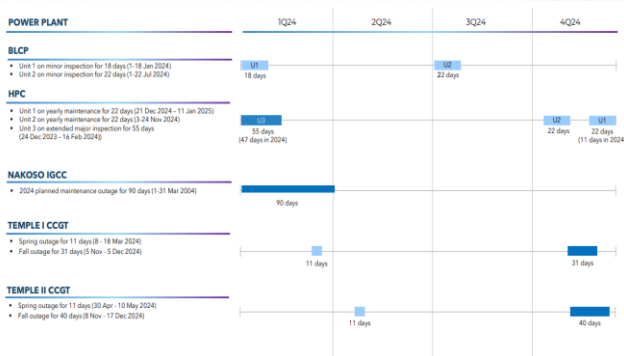 POWER PLANT 1Q24 2Q24 3Q24 4Q24
BLCP
• Unit 1 on minor inspection for 18 days (1-18 Jan 2024)
• Unit 2 on minor inspection for 22 days (1-22 Jul 2024)
U1
18 days
U2
22 days
HPC
• Unit 1 on yearly maintenance for 22 days (21 Dec 2024 – 11 Jan 2025)
• Unit 2 on yearly maintenance for 22 days (3-24 Nov 2024)
• Unit 3 on extended major inspection for 55 days
(24 Dec 2023 – 16 Feb 2024))
U3
55 days
(47 days in 2024)
U2
22 days
U1
22 days
(11 days in 2024)
NAKOSO IGCC
• 2024 planned maintenance outage for 90 days (1-31 Mar 2004)
90 days
TEMPLE I CCGT
• Spring outage for 11 days (8 - 18 Mar 2024)
• Fall outage for 31 days (5 Nov - 5 Dec 2024)
11 days
31 days
TEMPLE II CCGT
• Spring outage for 11 days (30 Apr - 10 May 2024)
• Fall outage for 40 days (8 Nov - 17 Dec 2024)
11 days
40 days